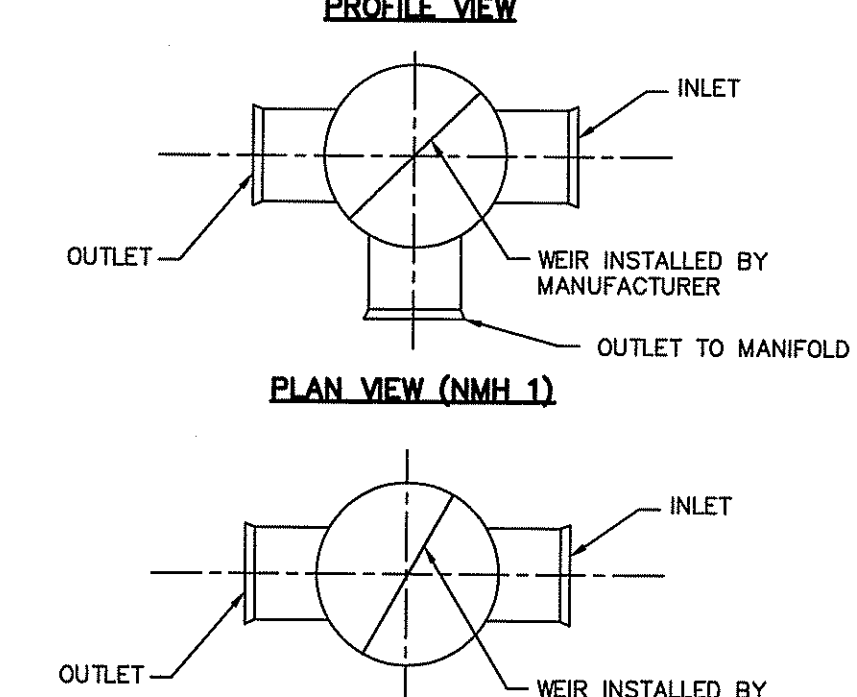 PROFILE VIEW
INLET
OUTLET
WEIR INSTALLED BY
MANUFACTURER
OUTLET TO MANIFOLD
PLAN VIEW (NMH 1)
INLET
OUTLET
WEIR INSTALLED BY